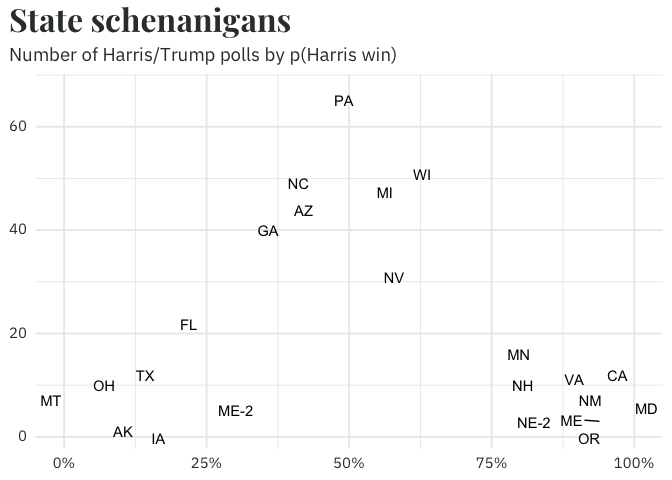 State schenanigans
Number of Harris/Trump polls by p(Harris win)
PA
60
WI
NC
MI
AZ
40
GA
NV
FL
20
MN
TX
VA
CA
OH
NH
NM
MT
MD
ME-2
NE-2
ME
AK
0
IA
OR
0%
25%
50%
75%
100%